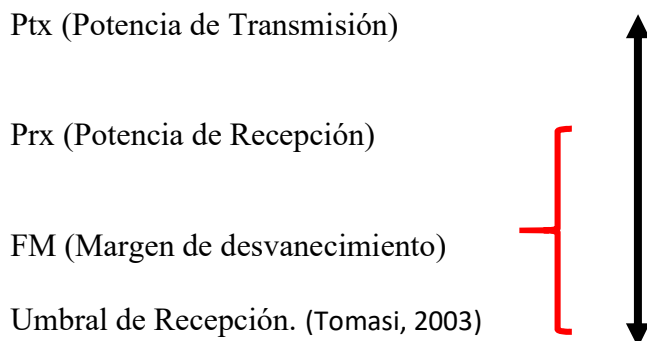 Ptx (Potencia de Transmisión)
Prx (Potencia de Recepción)
FM (Margen de desvanecimiento)
Umbral de Recepción. (Tomasi, 2003)